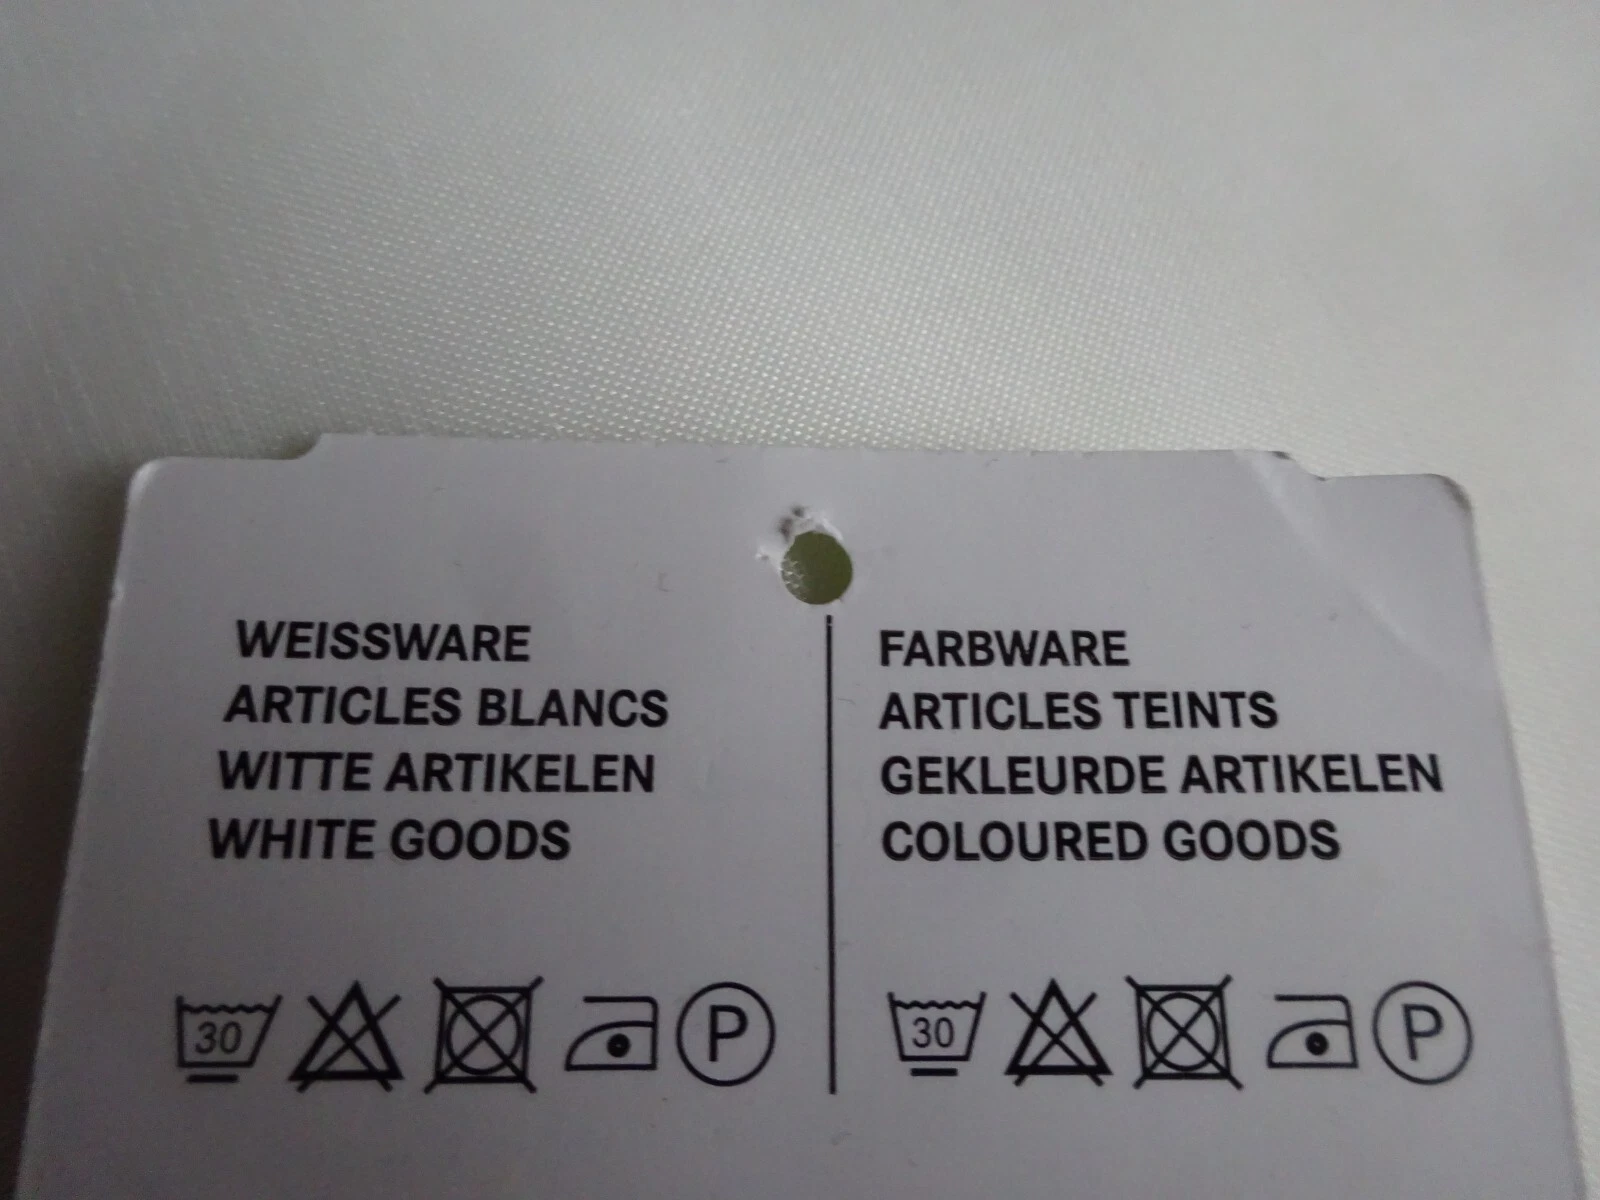 WEISSWARE
ARTICLES BLANCS
WITTE ARTIKELEN
WHITE GOODS
30 P
FARBWARE
ARTICLES TEINTS
GEKLEURDE ARTIKELEN
COLOURED GOODS
30 P